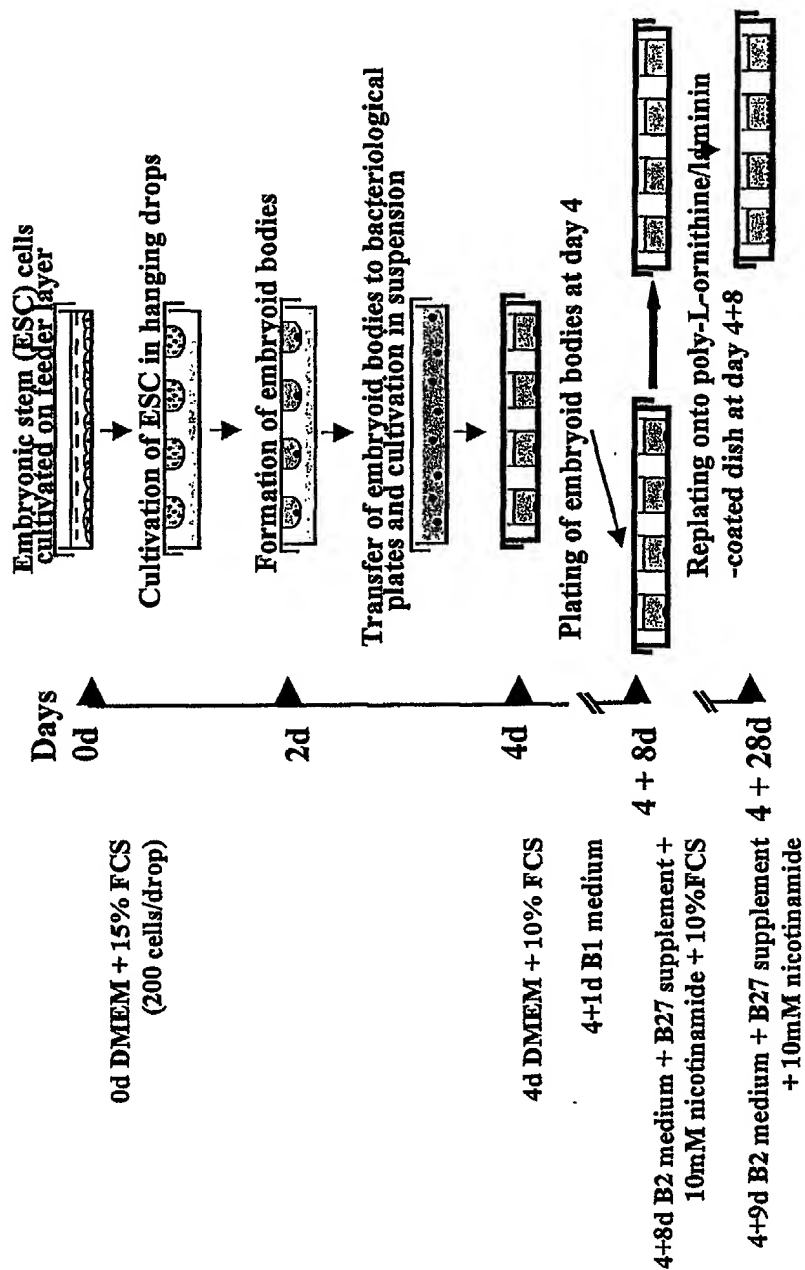 Embryonic stem (ESC) cells
cultivated on feeder layer
Cultivation of ESC in hanging drops
Formation of embryoid bodies
Transfer of embryoid bodies to bacteriological
plates and cultivation in suspension
Plating of embryoid bodies at day 4
Replating onto poly-L-ornithine/laminin
-coated dish at day 4+8
Days
0d
2d
4d
4 + 8d
4 + 28d
0d DMEM + 15% FCS
(200 cells/drop)
4d DMEM + 10% FCS
4+1d B1 medium
4+8d B2 medium + B27 supplement +
10mM nicotinamide + 10%FCS
4+9d B2 medium + B27 supplement
+ 10mM nicotinamide